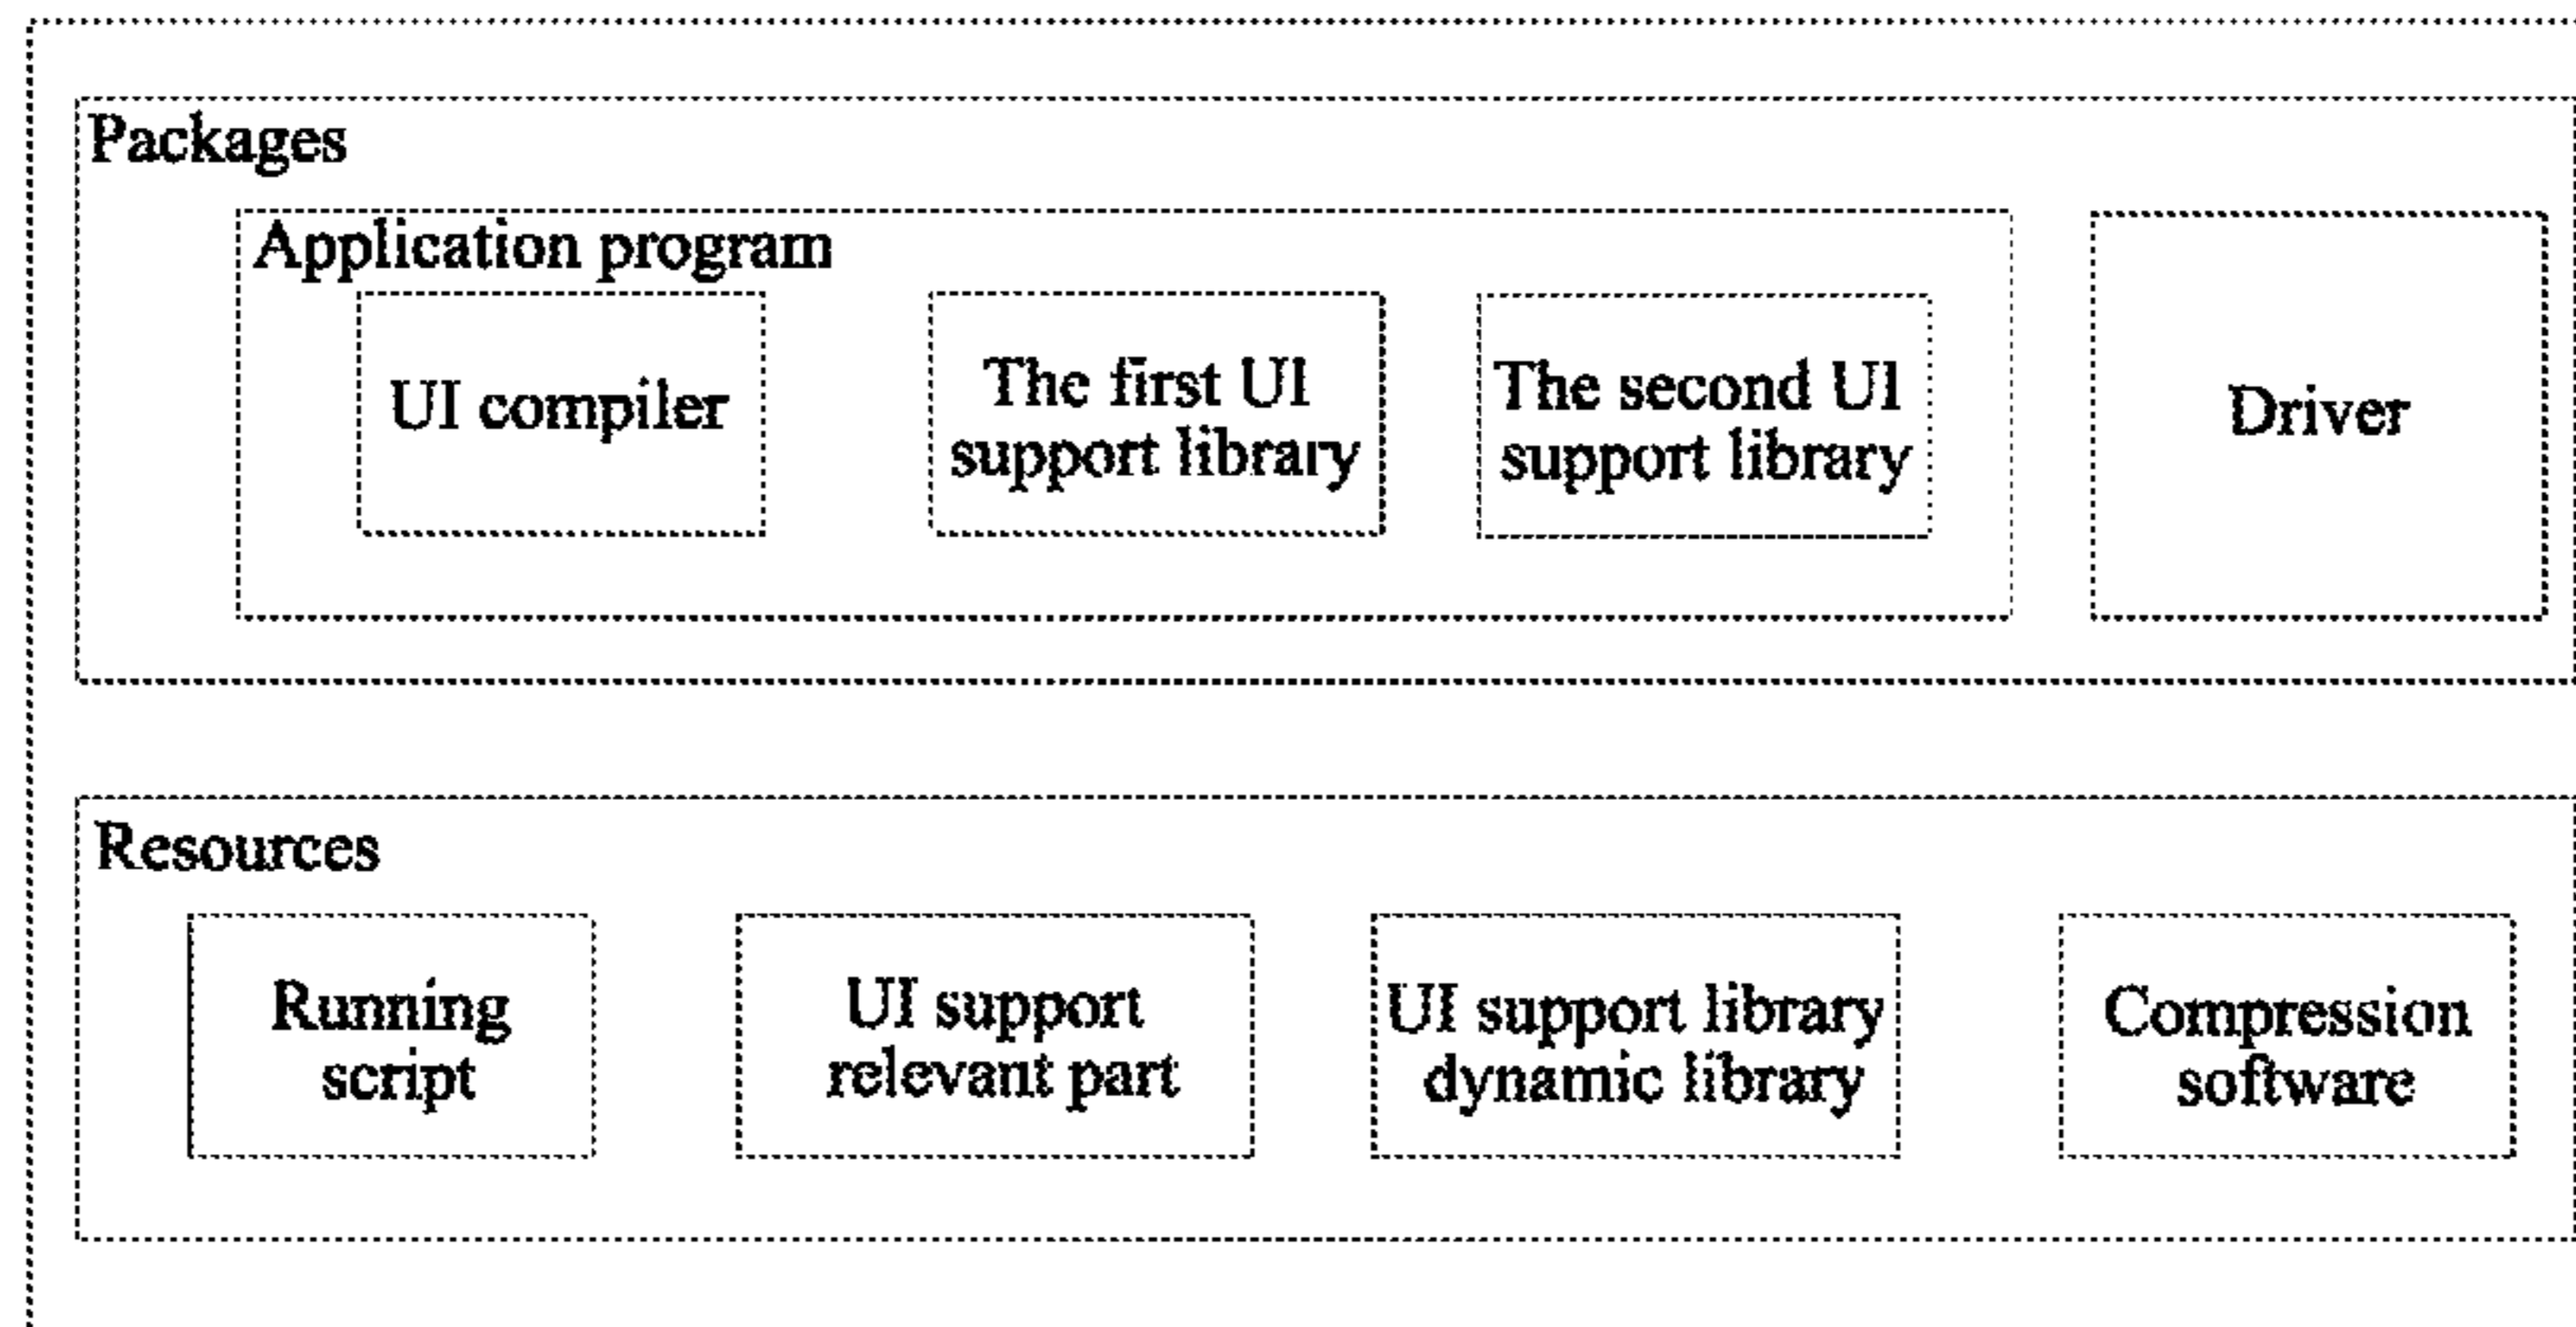 Packages
Application program
UI compiler
The first UI
support library
The second UI
support library
Driver
Resources
Running
script
UI support
relevant part
UI support library
dynamic library
Compression
software